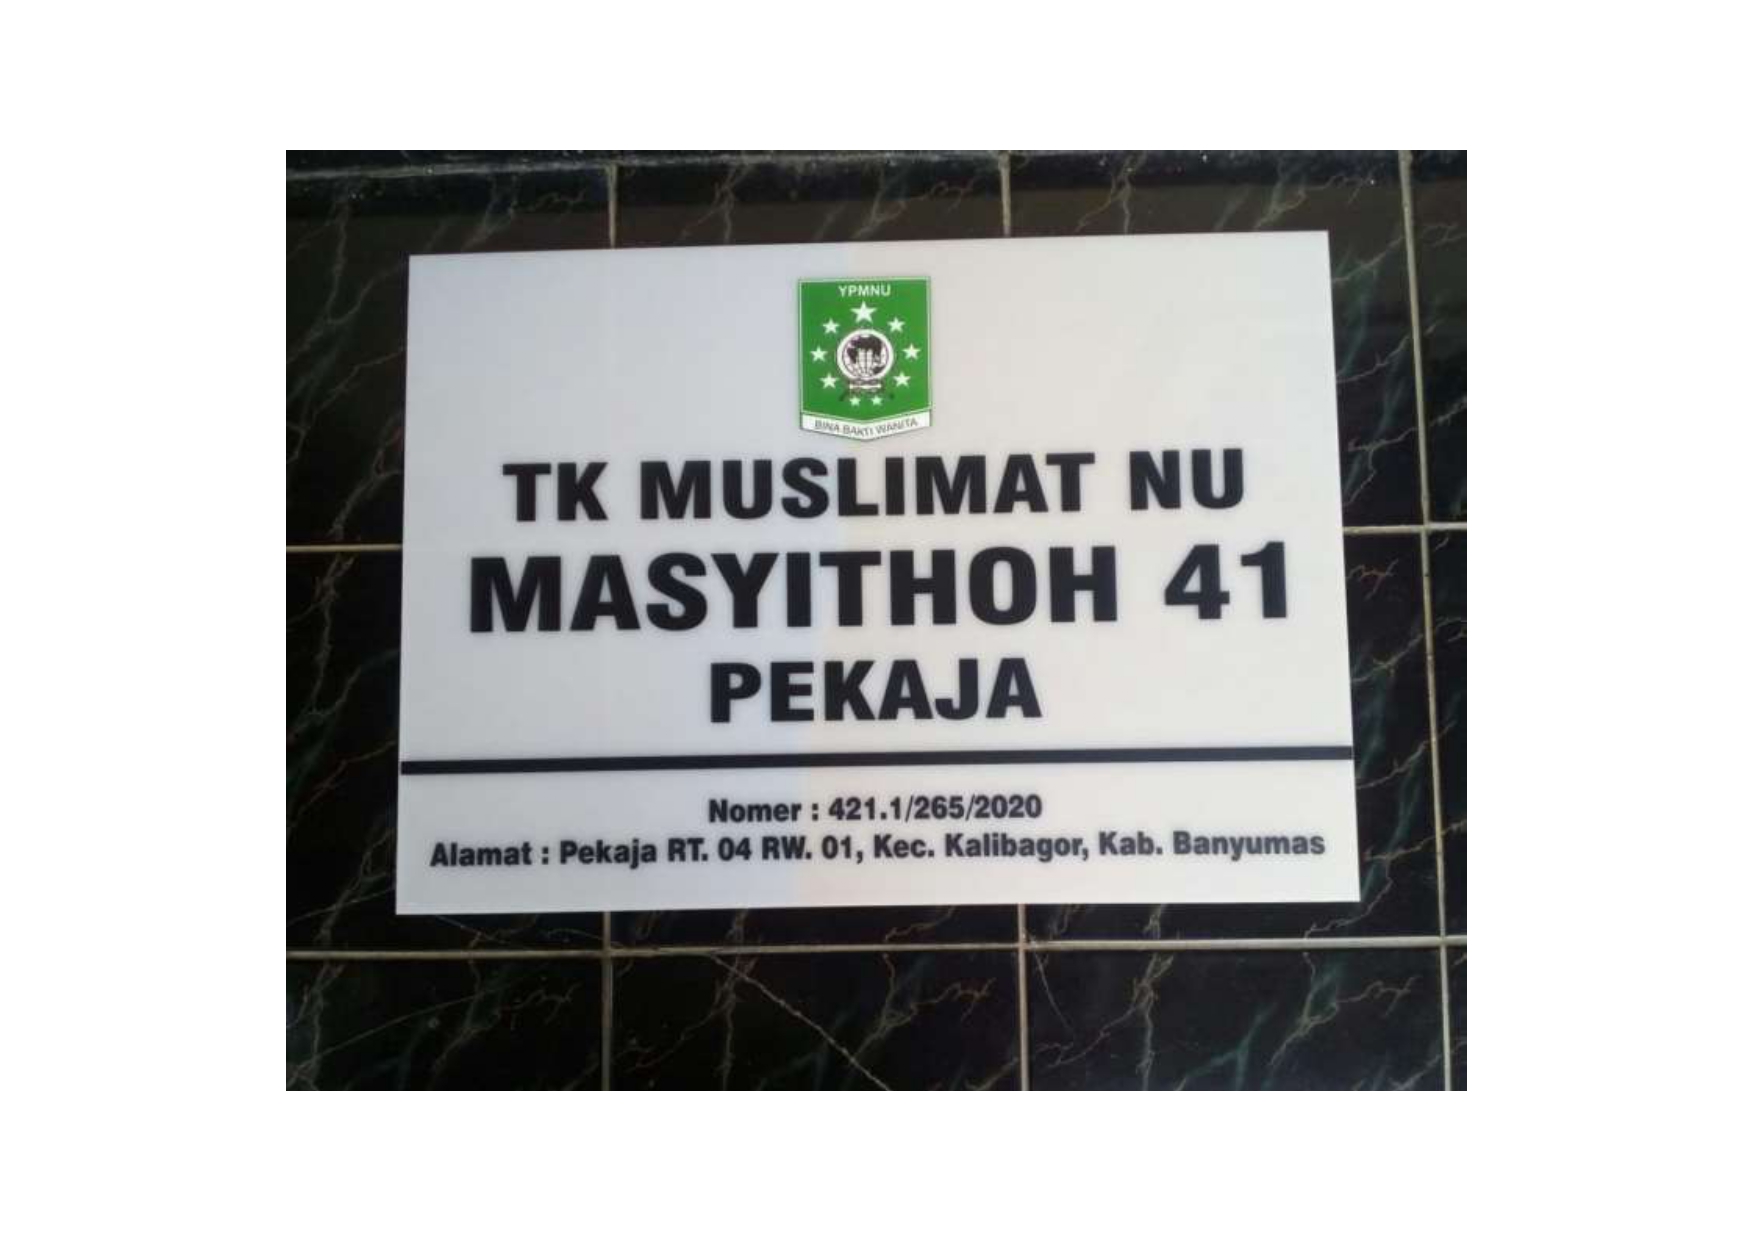 YPMNU
BINA BAKTI WANITA
TK MUSLIMAT NU
MASYITHOH 41
PEKAJA
Nomer : 421.1/265/2020
Alamat : Pekaja RT. 04 RW. 01, Kec. Kalibagor, Kab. Banyumas